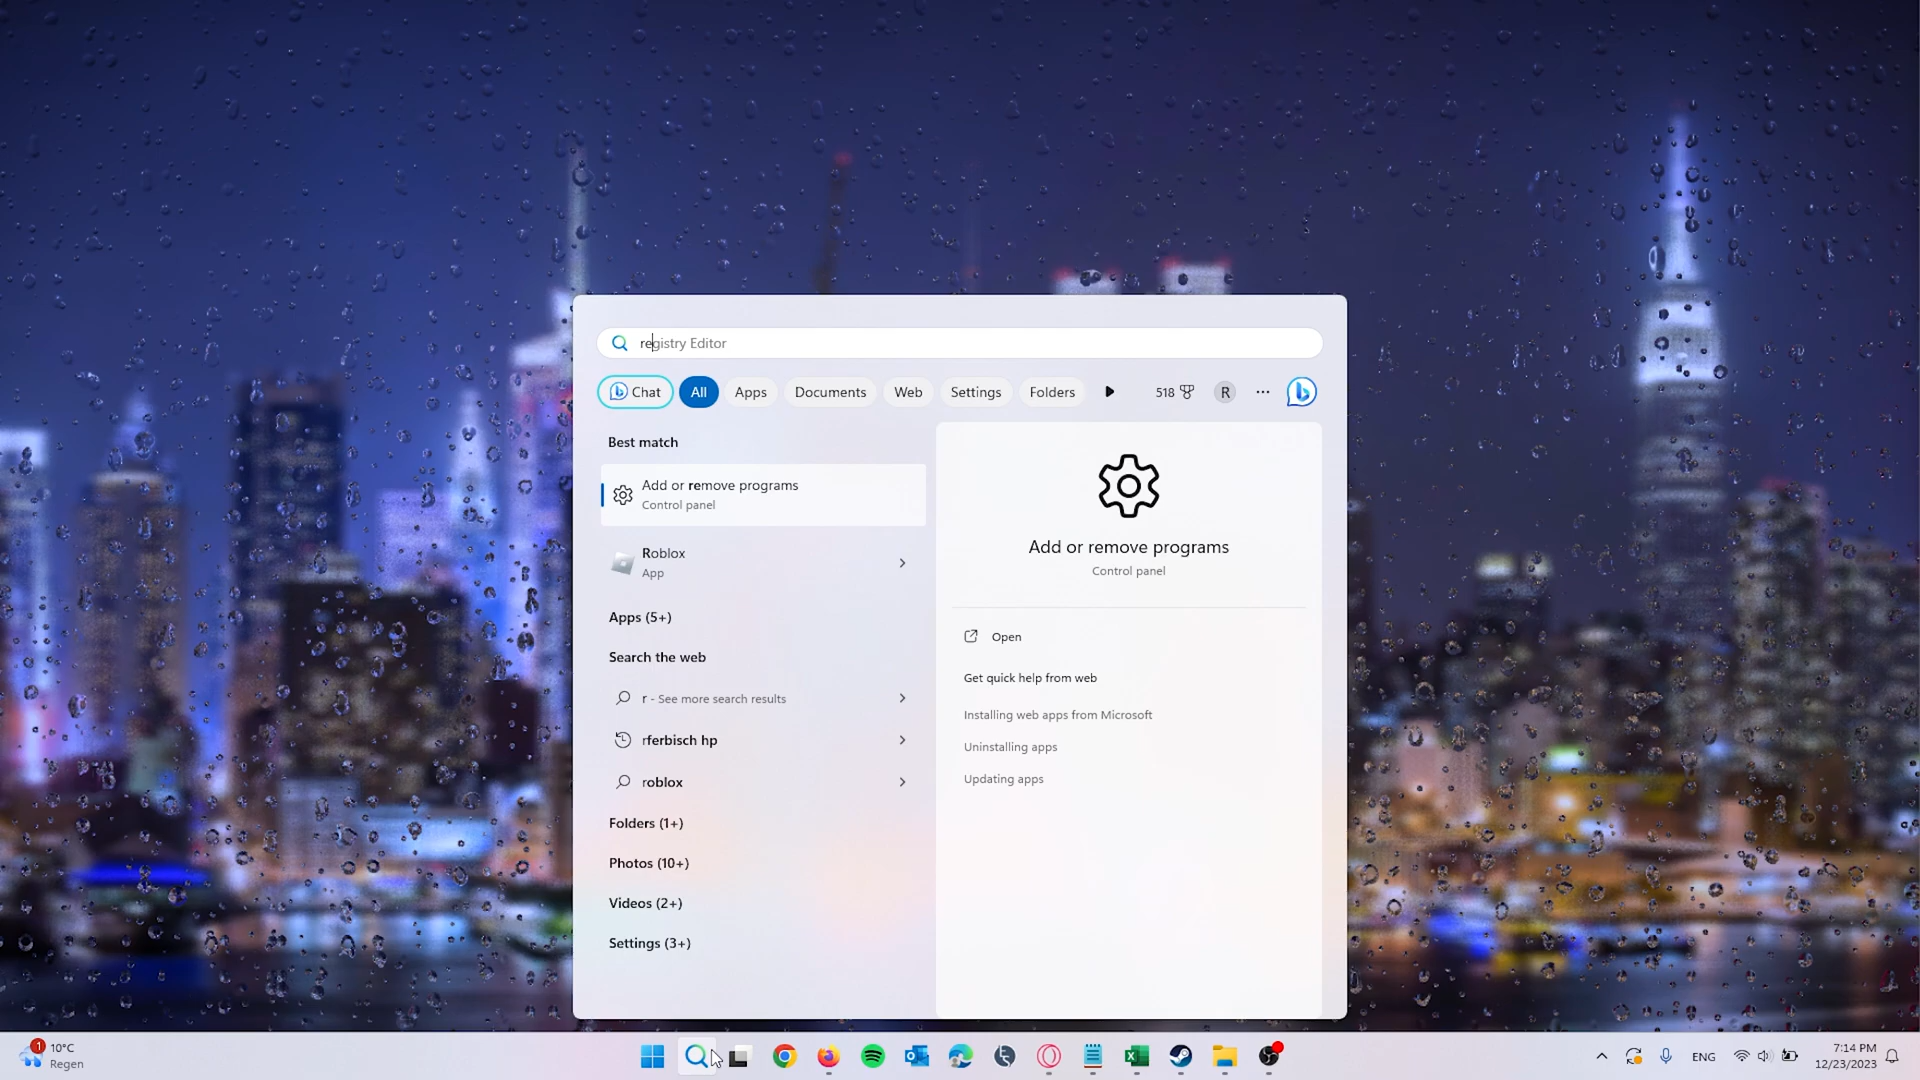 registry Editor
Chat
All
Apps
Documents
Web
Settings
Folders
518
R
Best match
Add or remove programs
Control panel
Roblox
App
Apps (5+)
Search the web
r - See more search results
rferbisch hp
roblox
Folders (1+)
Photos (10+)
Videos (2+)
Settings (3+)
Add or remove programs
Control panel
Open
Get quick help from web
Installing web apps from Microsoft
Uninstalling apps
Updating apps
1
10°C
Regen
ENG
7:14 PM
12/23/2023